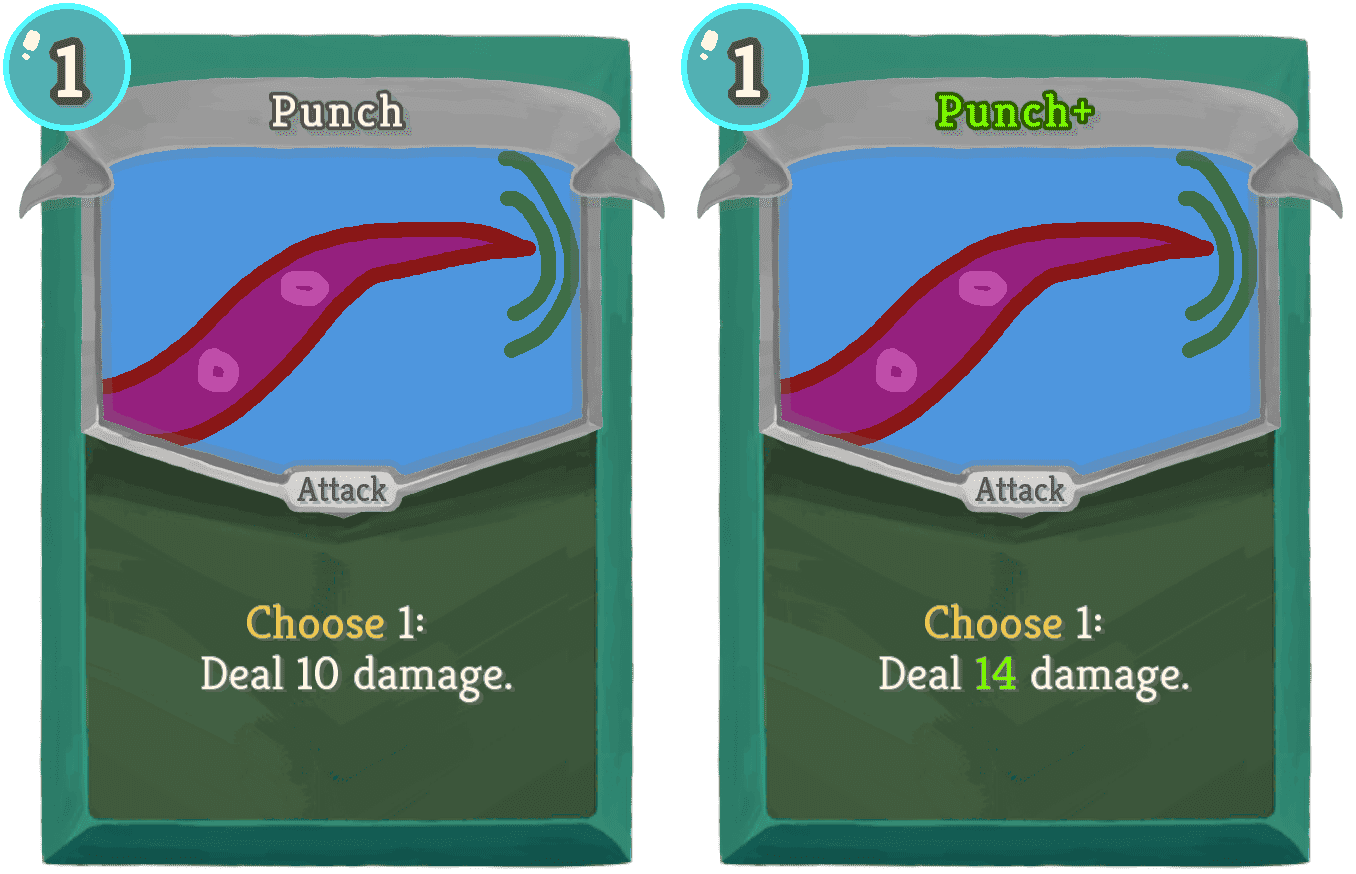 1
Punch
Attack
Choose 1:
Deal 10 damage.
1
Punch+
Attack
Choose 1:
Deal 14 damage.